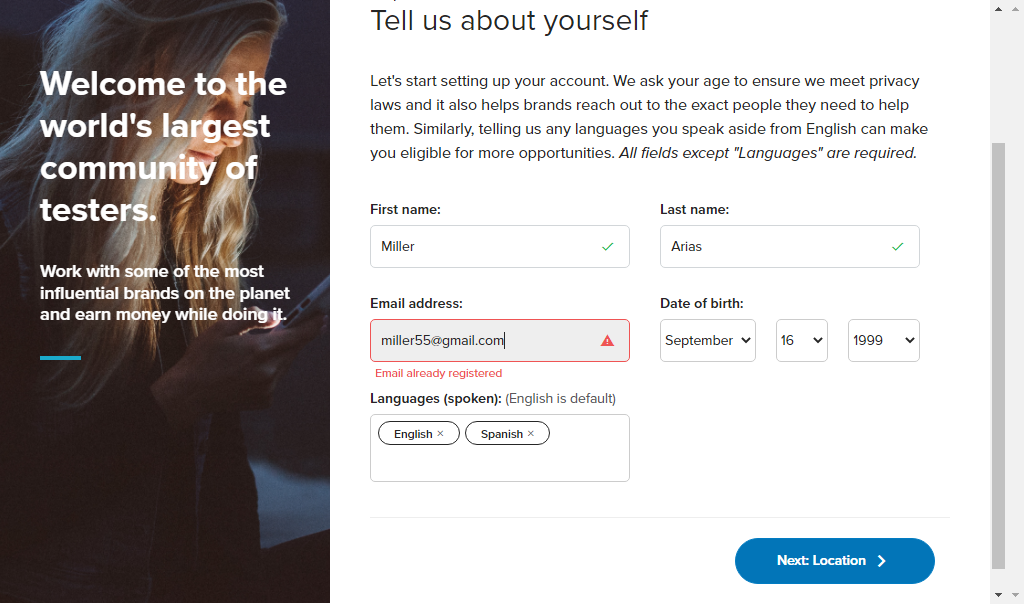 Welcome to the
world's largest
community of
testers.
Work with some of the most
influential brands on the planet
and earn money while doing it.
Tell us about yourself
Let's start setting up your account. We ask your age to ensure we meet privacy
laws and it also helps brands reach out to the exact people they need to help
them. Similarly, telling us any languages you speak aside from English can make
you eligible for more opportunities. All fields except "Languages" are required.
First name:
Last name:
Miller
Arias
Email address:
Date of birth:
miller55@gmail.com
September
16
1999
Email already registered
Languages (spoken): (English is default)
English ×
Spanish ×
Next: Location